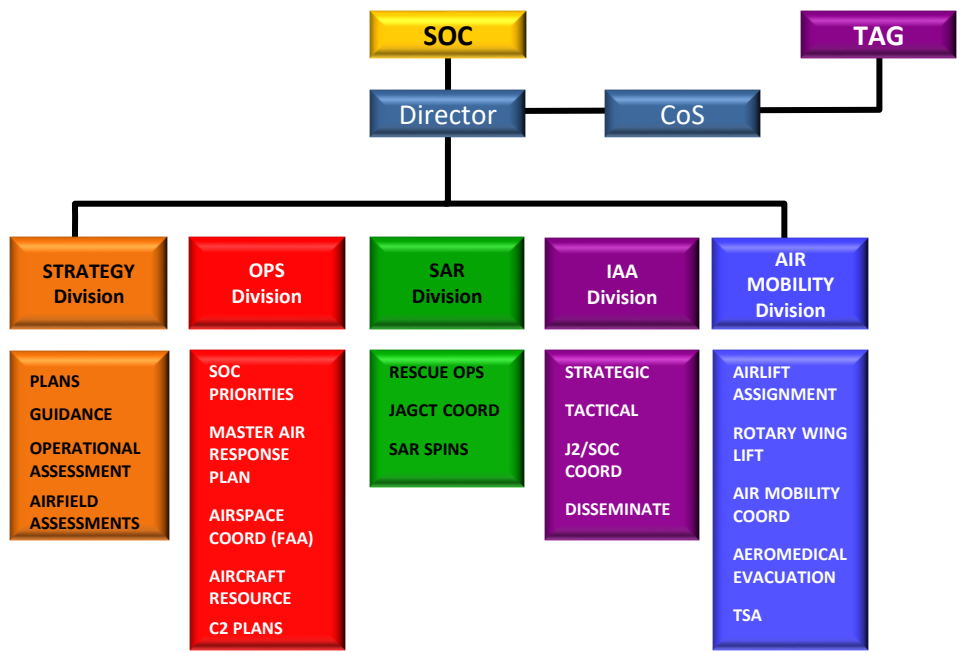 SOC
TAG
Director
CoS
STRATEGY
Division
OPS
Division
SAR
Division
IAA
Division
AIR
MOBILITY
Division
PLANS
GUIDANCE
OPERATIONAL
ASSESSMENT
AIRFIELD
ASSESSMENTS
SOC
PRIORITIES
MASTER AIR
RESPONSE
PLAN
AIRSPACE
COORD (FAA)
AIRCRAFT
RESOURCE
C2 PLANS
RESCUE OPS
JAGCT COORD
SAR SPINS
STRATEGIC
TACTICAL
J2/SOC
COORD
DISSEMINATE
AIRLIFT
ASSIGNMENT
ROTARY WING
LIFT
AIR MOBILITY
COORD
AEROMEDICAL
EVACUATION
TSA